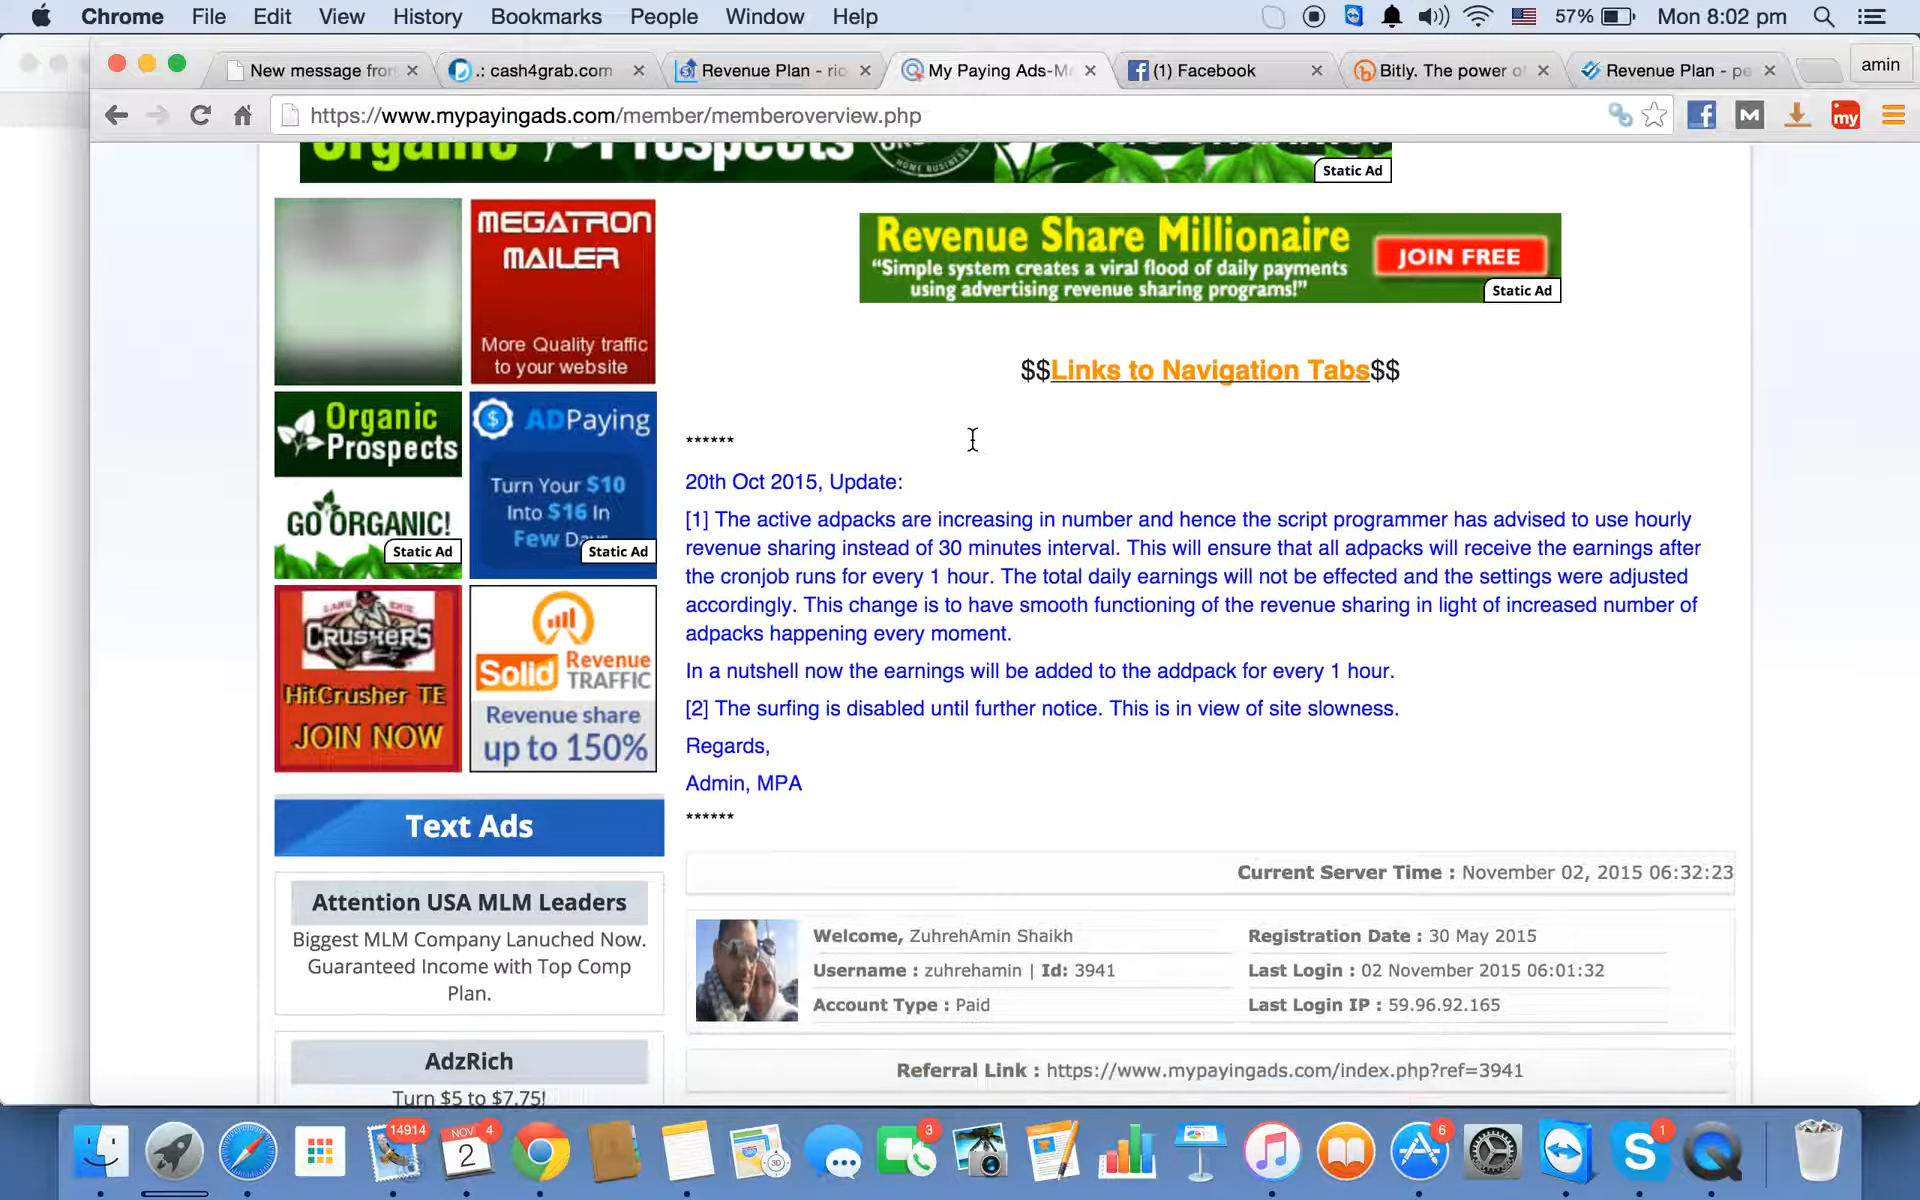 Chrome File Edit View History Bookmarks People Window Help 57% Mon 8:02 pm
New message fror .: cash4grab.com Revenue Plan - ric My Paying Ads-M (1) Facebook Bitly. The power of Revenue Plan - pe amin
https://www.mypayingads.com/member/memberoverview.php my
Organic Prospects
HOME BUSINESS
Static Ad
MEGATRON
MAILER
More Quality traffic
to your website
Revenue Share Millionaire
"Simple system creates a viral flood of daily payments
using advertising revenue sharing programs!"
JOIN FREE
Static Ad
$$Links to Navigation Tabs$$
Organic
Prospects
GO ORGANIC!
Static Ad
ADPaying
Turn Your $10
Into $16 In
Few
Static Ad
******
20th Oct 2015, Update:
[1] The active adpacks are increasing in number and hence the script programmer has advised to use hourly
revenue sharing instead of 30 minutes interval. This will ensure that all adpacks will receive the earnings after
the cronjob runs for every 1 hour. The total daily earnings will not be effected and the settings were adjusted
accordingly. This change is to have smooth functioning of the revenue sharing in light of increased number of
adpacks happening every moment.
In a nutshell now the earnings will be added to the addpack for every 1 hour.
[2] The surfing is disabled until further notice. This is in view of site slowness.
Regards,
Admin, MPA
******
CRUSHERS
HitCrusher TE
JOIN NOW
Solid Revenue
TRAFFIC
Revenue share
up to 150%
Text Ads
Attention USA MLM Leaders
Biggest MLM Company Lanuched Now.
Guaranteed Income with Top Comp
Plan.
AdzRich
Turn $5 to $7.75!
Current Server Time : November 02, 2015 06:32:23
Welcome, ZuhrehAmin Shaikh
Username : zuhrehamin | Id: 3941
Account Type : Paid
Registration Date : 30 May 2015
Last Login : 02 November 2015 06:01:32
Last Login IP : 59.96.92.165
Referral Link : https://www.mypayingads.com/index.php?ref=3941
14914 NOV 2 4 3D 3 6 1